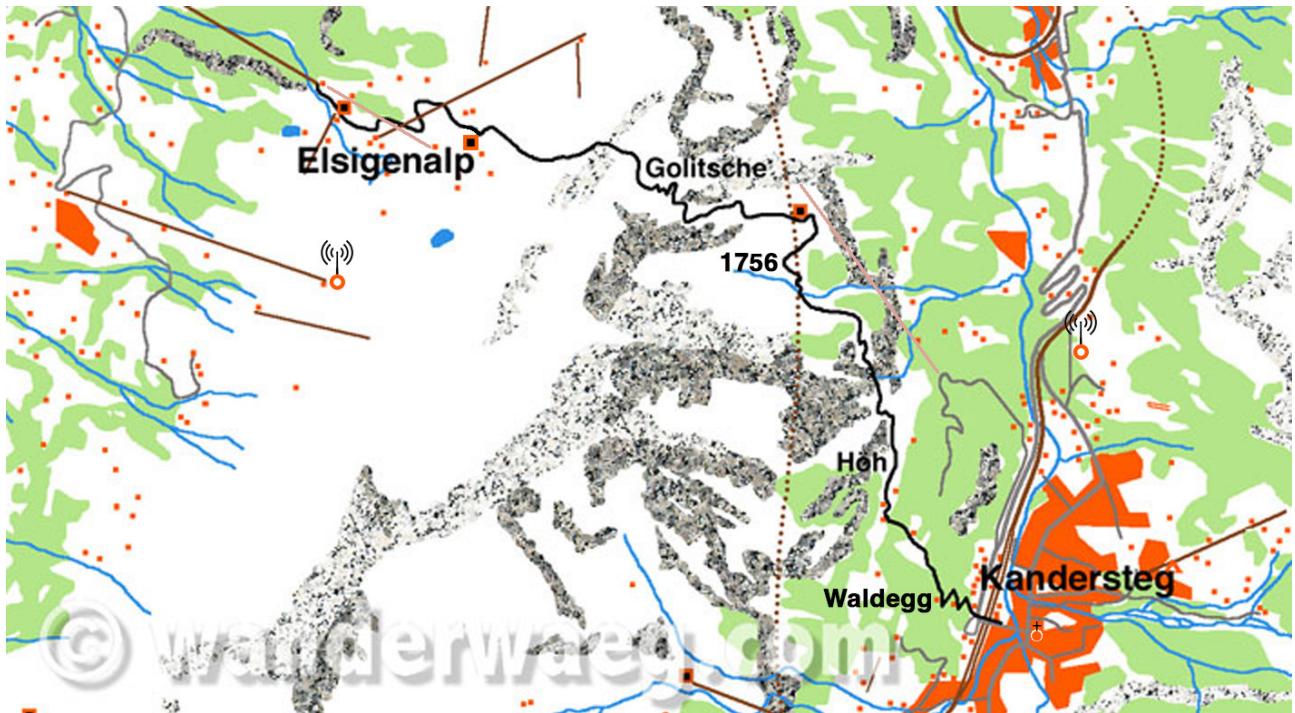 Elsigenalp
Golitsche
1756
Höh
Kandersteg
Waldegg
© wanderwaeg.com